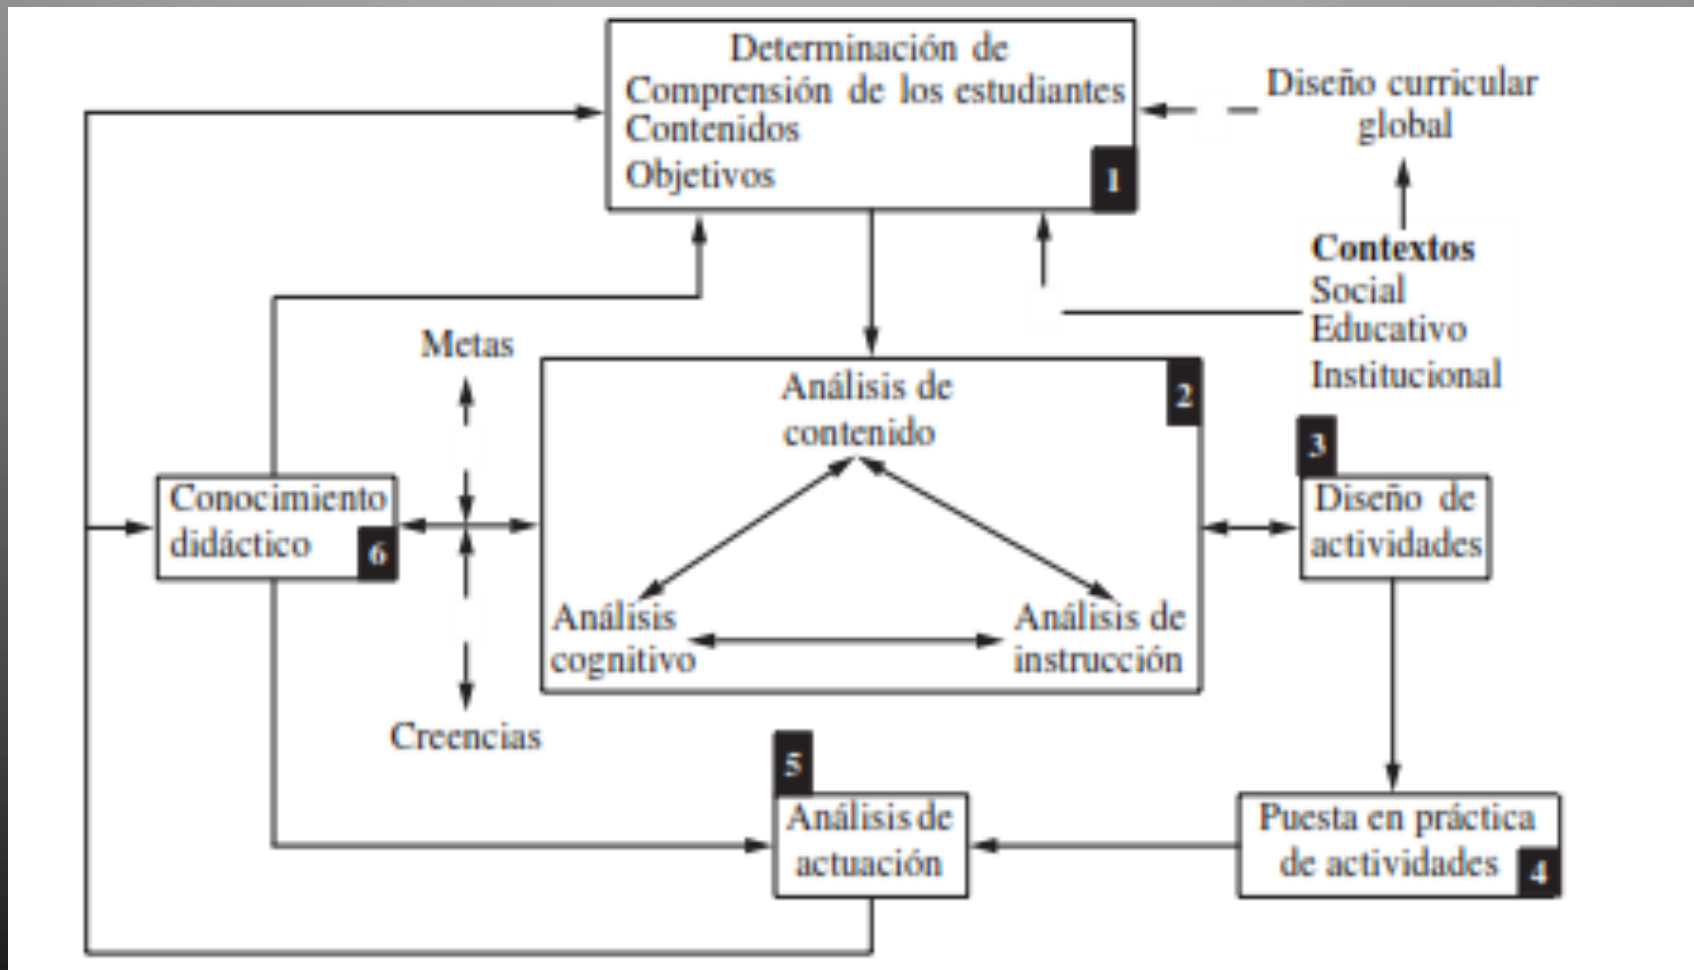 Determinación de
Comprensión de los estudiantes
Contenidos
Objetivos
1
Diseño curricular
global
Contextos
Social
Educativo
Institucional
Metas
Análisis de
contenido
2
Análisis
cognitivo
Análisis de
instrucción
3
Diseño de
actividades
Conocimiento
didáctico
6
Creencias
5
Análisis de
actuación
Puesta en práctica
de actividades
4